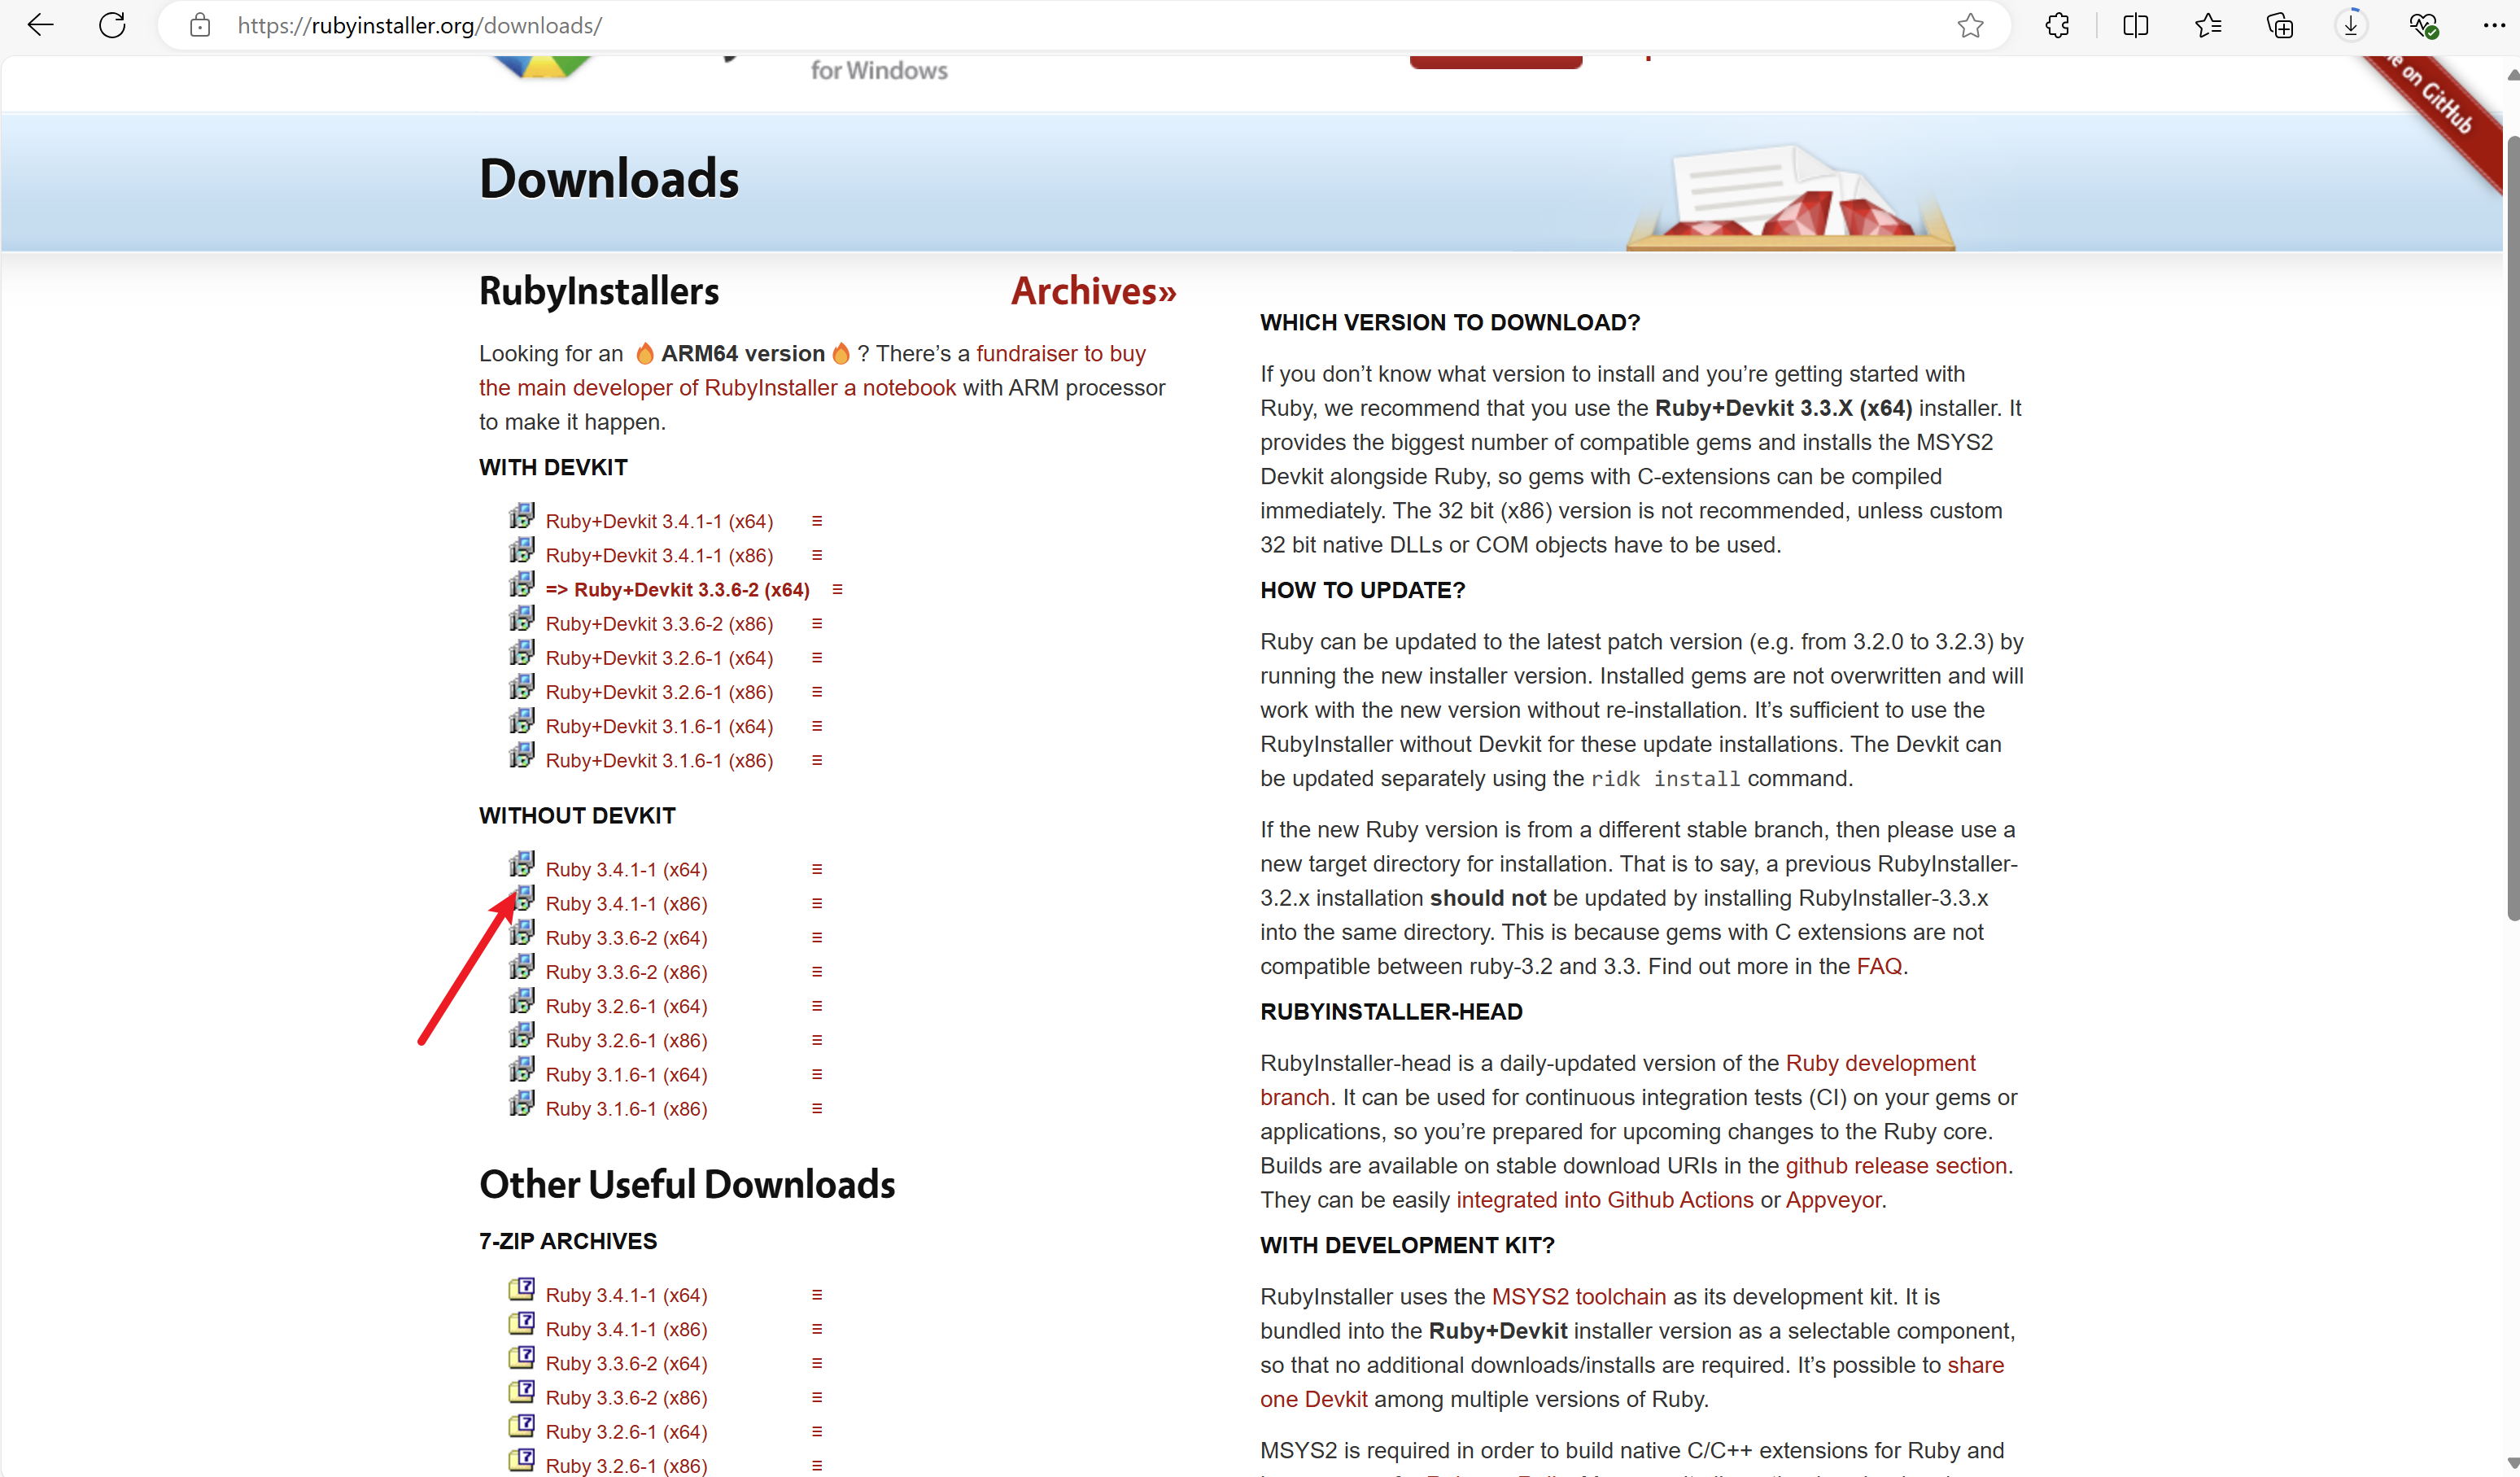 https://rubyinstaller.org/downloads/
for Windows
on GitHub
Downloads
RubyInstallers
Archives»
Looking for an 🔥 ARM64 version 🔥 ? There’s a fundraiser to buy
the main developer of RubyInstaller a notebook with ARM processor
to make it happen.
WITH DEVKIT
Ruby+Devkit 3.4.1-1 (x64)
Ruby+Devkit 3.4.1-1 (x86)
=> Ruby+Devkit 3.3.6-2 (x64)
Ruby+Devkit 3.3.6-2 (x86)
Ruby+Devkit 3.2.6-1 (x64)
Ruby+Devkit 3.2.6-1 (x86)
Ruby+Devkit 3.1.6-1 (x64)
Ruby+Devkit 3.1.6-1 (x86)
WITHOUT DEVKIT
Ruby 3.4.1-1 (x64)
Ruby 3.4.1-1 (x86)
Ruby 3.3.6-2 (x64)
Ruby 3.3.6-2 (x86)
Ruby 3.2.6-1 (x64)
Ruby 3.2.6-1 (x86)
Ruby 3.1.6-1 (x64)
Ruby 3.1.6-1 (x86)
Other Useful Downloads
7-ZIP ARCHIVES
Ruby 3.4.1-1 (x64)
Ruby 3.4.1-1 (x86)
Ruby 3.3.6-2 (x64)
Ruby 3.3.6-2 (x86)
Ruby 3.2.6-1 (x64)
Ruby 3.2.6-1 (x86)
WHICH VERSION TO DOWNLOAD?
If you don’t know what version to install and you’re getting started with
Ruby, we recommend that you use the Ruby+Devkit 3.3.X (x64) installer. It
provides the biggest number of compatible gems and installs the MSYS2
Devkit alongside Ruby, so gems with C-extensions can be compiled
immediately. The 32 bit (x86) version is not recommended, unless custom
32 bit native DLLs or COM objects have to be used.
HOW TO UPDATE?
Ruby can be updated to the latest patch version (e.g. from 3.2.0 to 3.2.3) by
running the new installer version. Installed gems are not overwritten and will
work with the new version without re-installation. It’s sufficient to use the
RubyInstaller without Devkit for these update installations. The Devkit can
be updated separately using the ridk install command.
If the new Ruby version is from a different stable branch, then please use a
new target directory for installation. That is to say, a previous RubyInstaller-
3.2.x installation should not be updated by installing RubyInstaller-3.3.x
into the same directory. This is because gems with C extensions are not
compatible between ruby-3.2 and 3.3. Find out more in the FAQ.
RUBYINSTALLER-HEAD
RubyInstaller-head is a daily-updated version of the Ruby development
branch. It can be used for continuous integration tests (CI) on your gems or
applications, so you’re prepared for upcoming changes to the Ruby core.
Builds are available on stable download URIs in the github release section.
They can be easily integrated into Github Actions or Appveyor.
WITH DEVELOPMENT KIT?
RubyInstaller uses the MSYS2 toolchain as its development kit. It is
bundled into the Ruby+Devkit installer version as a selectable component,
so that no additional downloads/installs are required. It’s possible to share
one Devkit among multiple versions of Ruby.
MSYS2 is required in order to build native C/C++ extensions for Ruby and